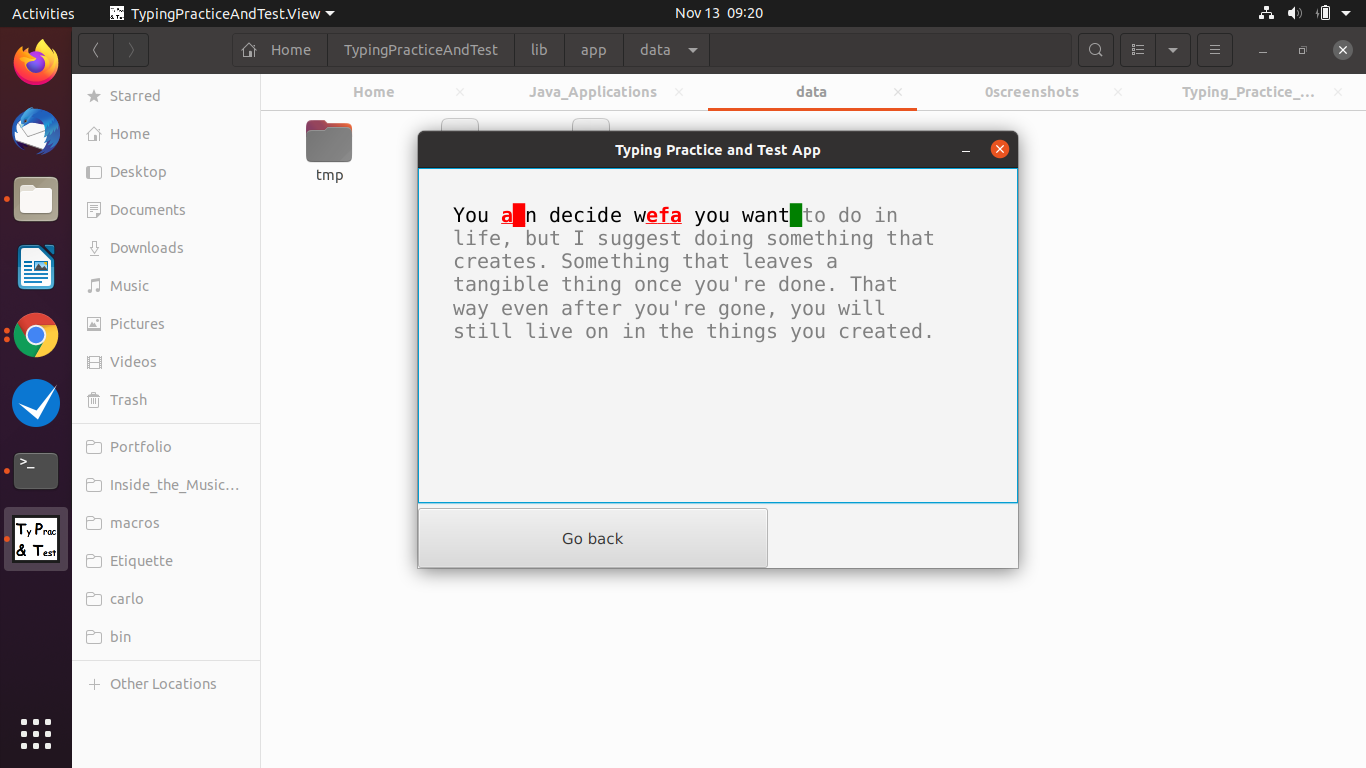 Activities
TypingPracticeAndTest.View
Nov 13 09:20
Home
TypingPracticeAndTest
lib
app
data
Starred
Home
Desktop
Documents
Downloads
Music
Pictures
Videos
Trash
Portfolio
Inside_the_Music…
macros
Etiquette
carlo
bin
+ Other Locations
Home
Java_Applications
data
0screenshots
Typing_Practice_…
tmp
Typing Practice and Test App
You a n decide wefa you want to do in
life, but I suggest doing something that
creates. Something that leaves a
tangible thing once you're done. That
way even after you're gone, you will
still live on in the things you created.
Go back
>_
Ty Prac
& Test